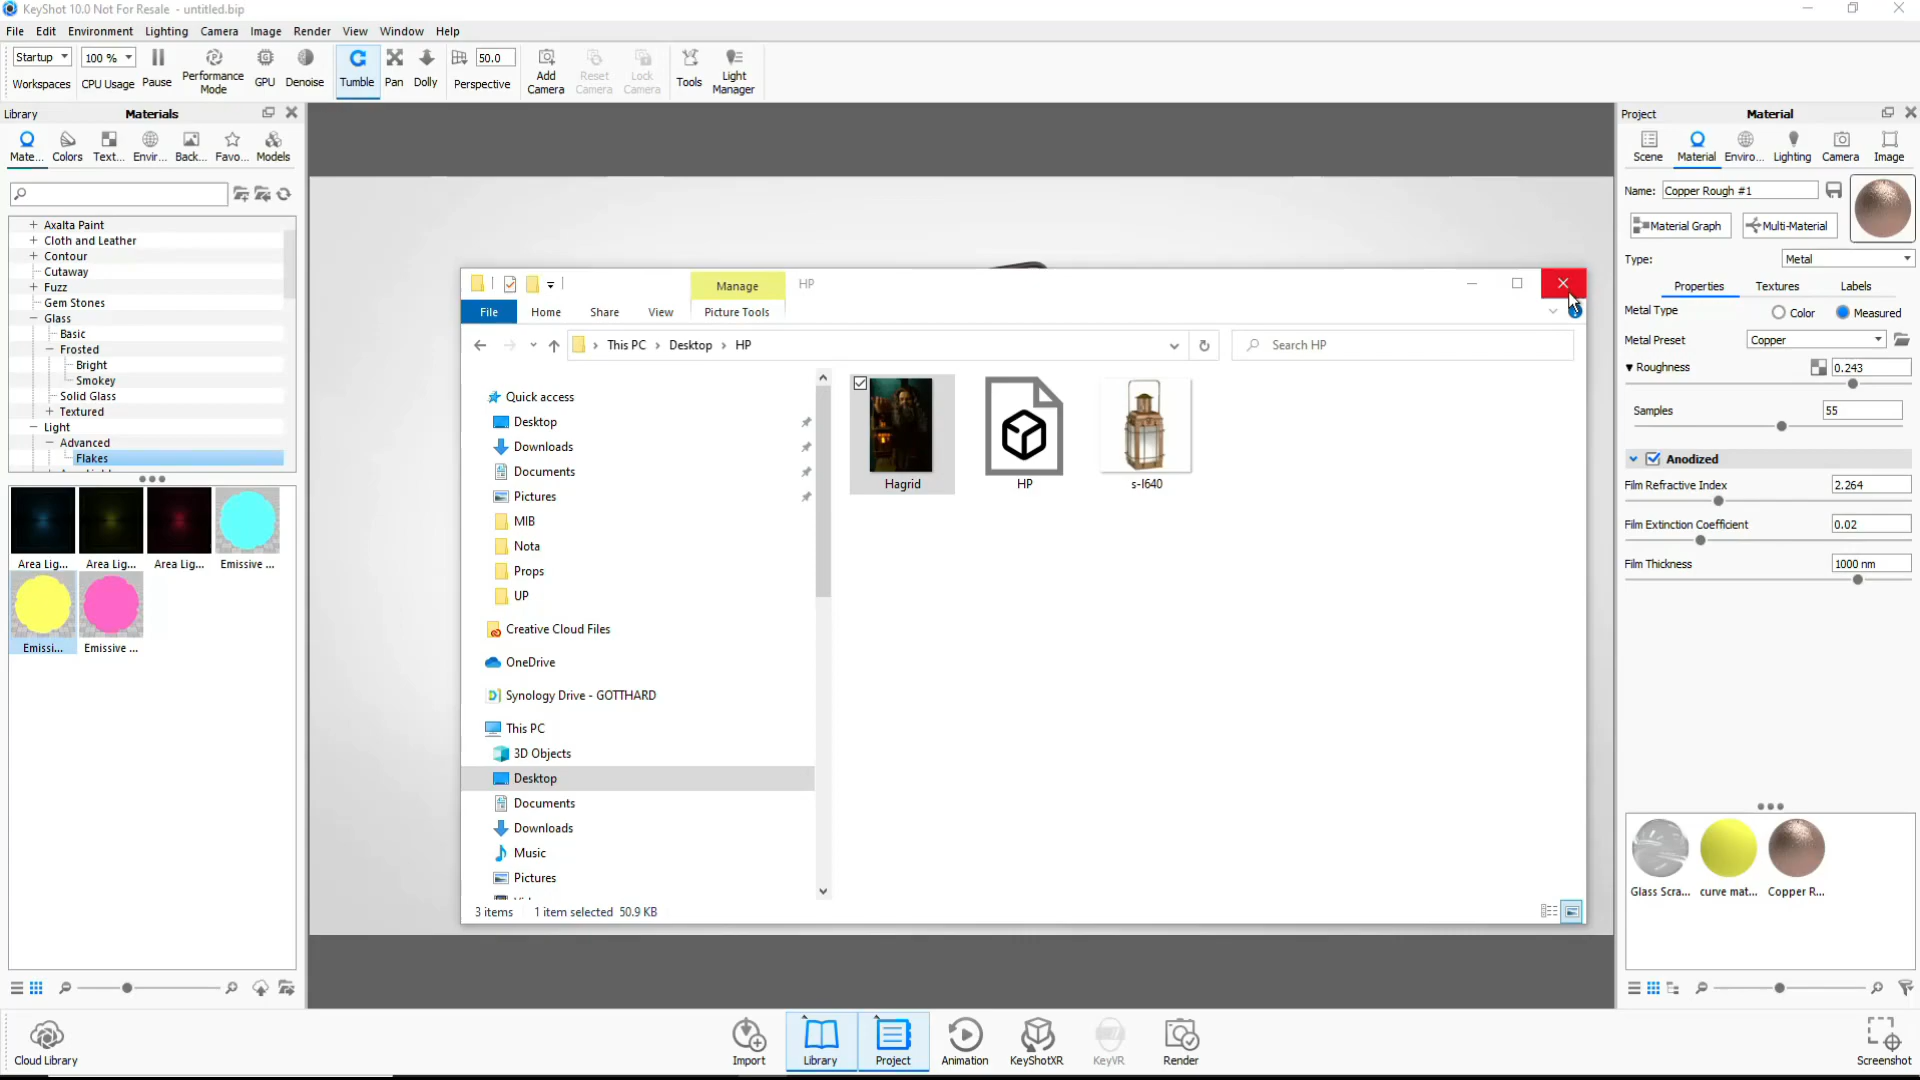 KeyShot 10.0 Not For Resale - untitled.bip
File Edit Environment Lighting Camera Image Render View Window Help
Startup 100 % 50.0
Workspaces CPU Usage Pause Performance Mode GPU Denoise Tumble Pan Dolly Perspective Add Camera Reset Camera Lock Camera Tools Light Manager
Library Materials
Mate... Colors Text... Envir... Back... Favo... Models
Axalta Paint
Cloth and Leather
Contour
Cutaway
Fuzz
Gem Stones
Glass
Basic
Frosted
Bright
Smokey
Solid Glass
Textured
Light
Advanced
Flakes
Area Lig... Area Lig... Area Lig... Emissive ...
Emissi... Emissive ...
Manage HP
File Home Share View Picture Tools
This PC Desktop HP Search HP
Quick access
Desktop
Downloads
Documents
Pictures
MIB
Nota
Props
UP
Creative Cloud Files
OneDrive
Synology Drive - GOTTHARD
This PC
3D Objects
Desktop
Documents
Downloads
Music
Pictures
Hagrid HP s-l640
3 items 1 item selected 50.9 KB
Project Material
Scene Material Enviro... Lighting Camera Image
Name: Copper Rough #1
Material Graph Multi-Material
Type: Metal
Properties Textures Labels
Metal Type Color Measured
Metal Preset Copper
Roughness 0.243
Samples 55
Anodized
Film Refractive Index 2.264
Film Extinction Coefficient 0.02
Film Thickness 1000 nm
Glass Scra... curve mat... Copper R...
Cloud Library Import Library Project Animation KeyShotXR KeyVR Render Screenshot